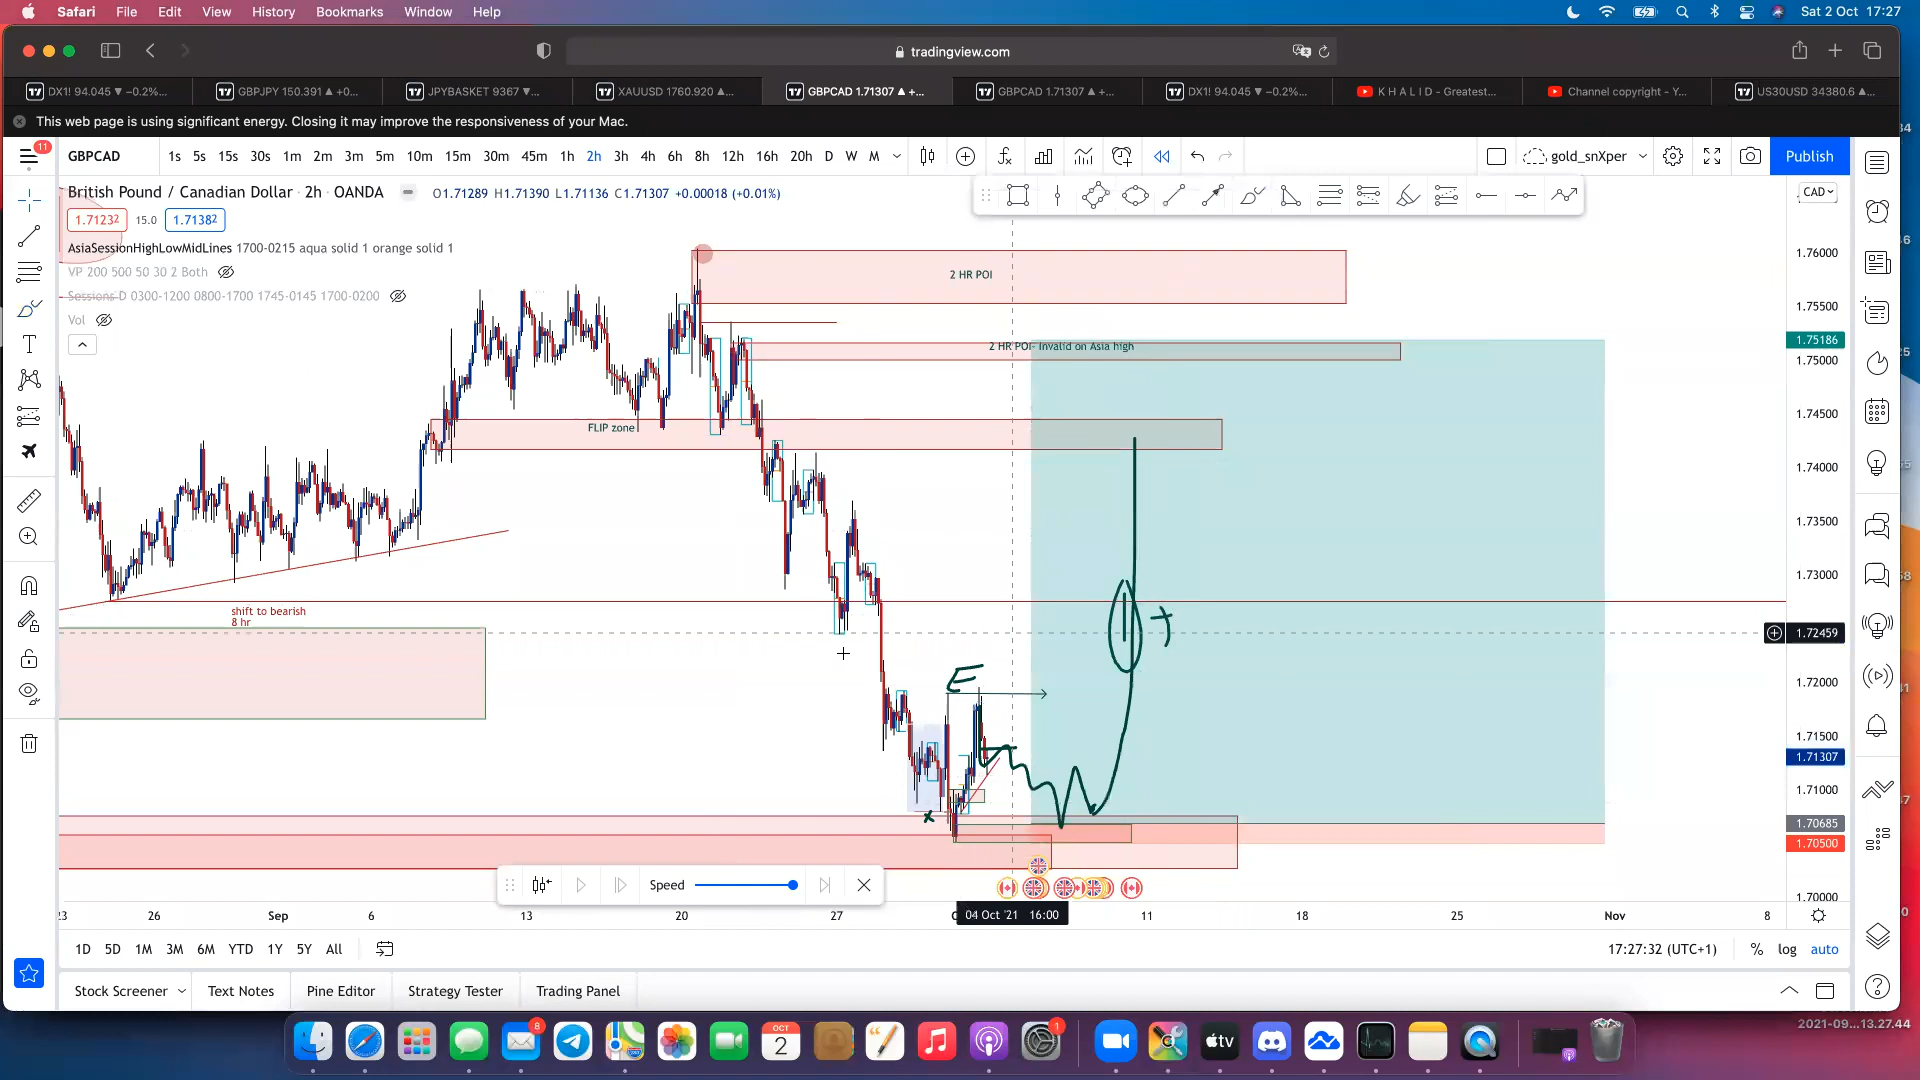 Safari File Edit View History Bookmarks Window Help Sat 2 Oct 17:27
tradingview.com
DX1! 94.045 ▼ −0.2%... GBPJPY 150.391 ▲ +0... JPYBASKET 9367 ▼... XAUUSD 1760.920 ▲... GBPCAD 1.71307 ▲ +... GBPCAD 1.71307 ▲ +... DX1! 94.045 ▼ −0.2%... K H A L I D - Greatest... Channel copyright - Y... US30USD 34380.6 ▲...
This web page is using significant energy. Closing it may improve the responsiveness of your Mac.
11
GBPCAD 1s 5s 15s 30s 1m 2m 3m 5m 10m 15m 30m 45m 1h 2h 3h 4h 6h 8h 12h 16h 20h D W M gold_snXper Publish
British Pound / Canadian Dollar · 2h · OANDA O1.71289 H1.71390 L1.71136 C1.71307 +0.00018 (+0.01%)
CAD
1.71232 15.0 1.71382
AsiaSessionHighLowMidLines 1700-0215 aqua solid 1 orange solid 1
VP 200 500 50 30 2 Both
Sessions D 0300-1200 0800-1700 1745-0145 1700-0200
Vol
2 HR POI
2 HR POI- Invalid on Asia high
FLIP zone
shift to bearish
8 hr
E
x
1.76000
1.75500
1.75186
1.75000
1.74500
1.74000
1.73500
1.73000
1.72459
1.72000
1.71500
1.71307
1.71000
1.70685
1.70500
1.70000
Speed
23 26 Sep 6 13 20 27 04 Oct '21 16:00 11 18 25 Nov 8
1D 5D 1M 3M 6M YTD 1Y 5Y All 17:27:32 (UTC+1) % log auto
Stock Screener Text Notes Pine Editor Strategy Tester Trading Panel
2021-09...13.27.44
8
OCT
2
1
tv